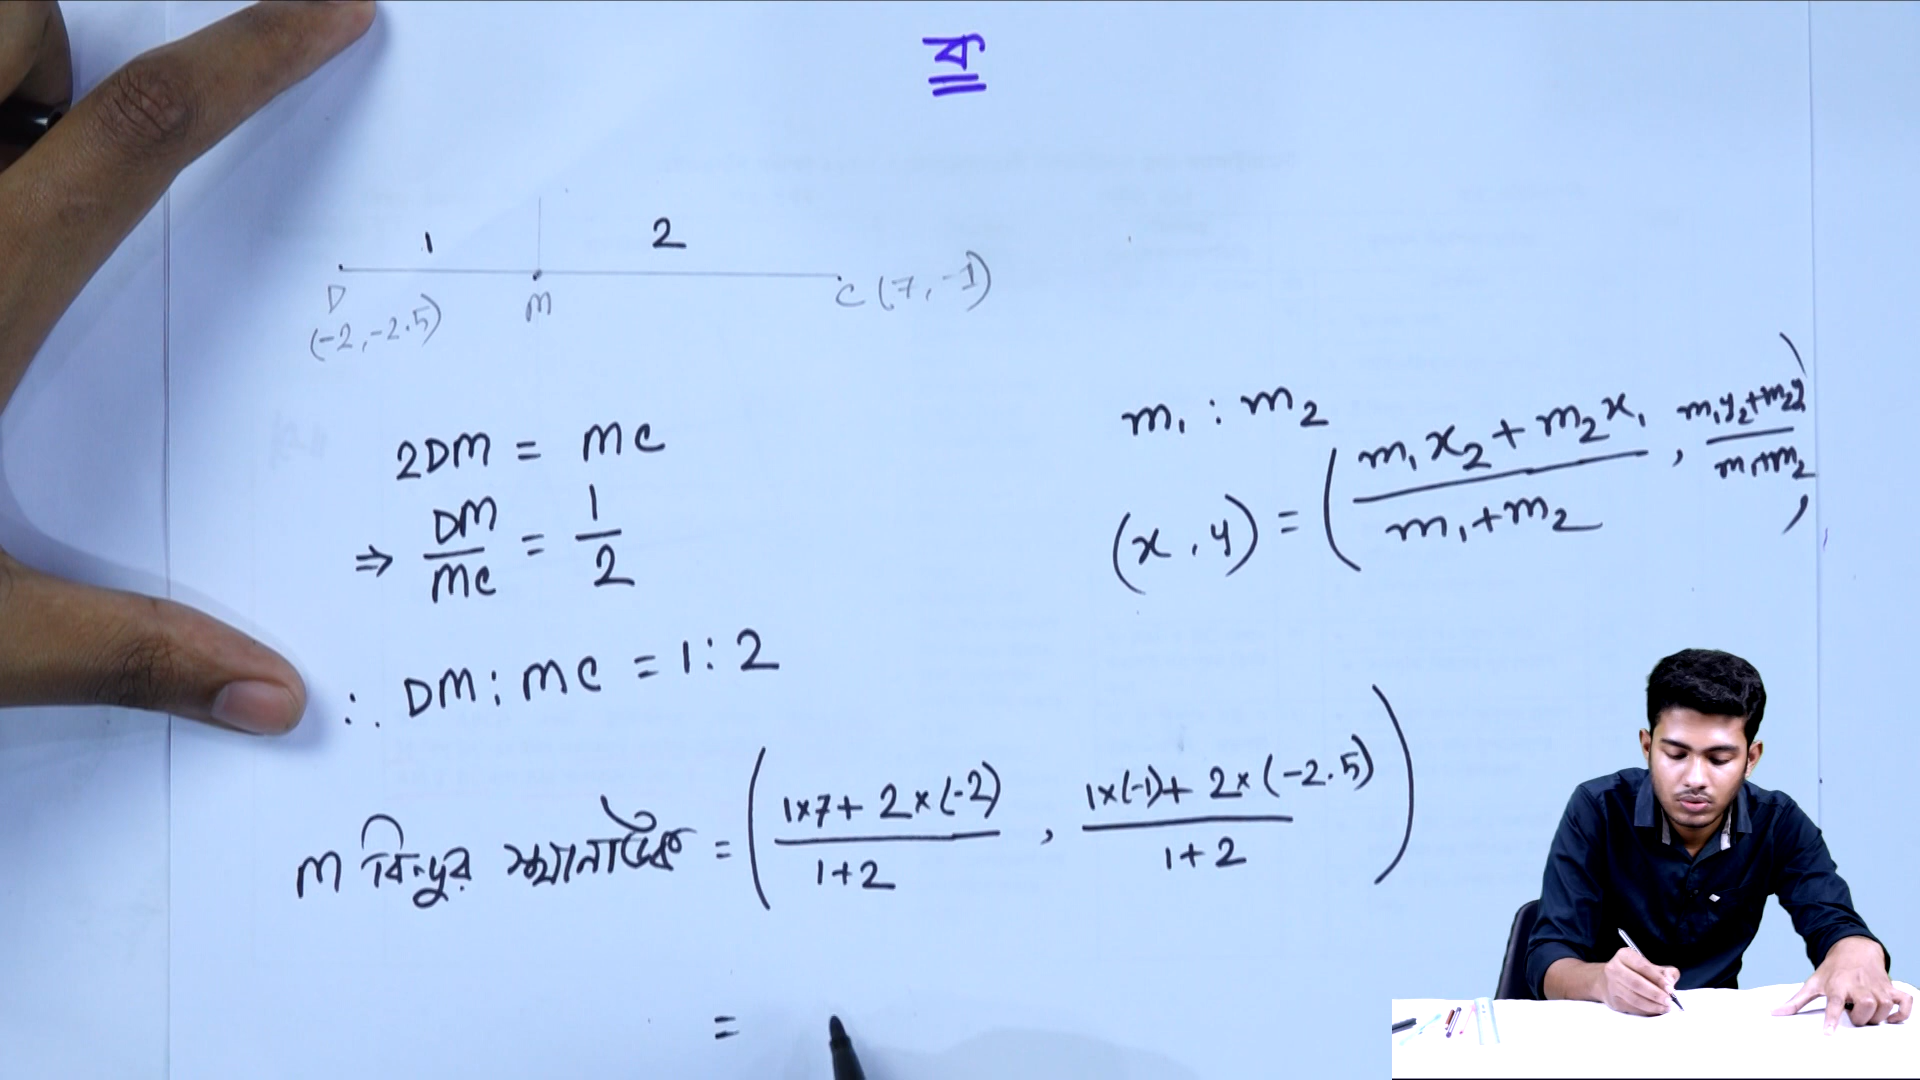 ক
1 2
D M C (7, -1)
(-2, -2.5)
2DM = MC
⇒ DM/MC = 1/2
∴ DM : MC = 1 : 2
m₁ : m₂
(x, y) = ( (m₁x₂ + m₂x₁)/(m₁+m₂) , (m₁y₂+m₂y₁)/(m₁+m₂) )
M বিন্দুর স্থানাঙ্ক = ( (1×7 + 2×(-2))/(1+2) , (1×(-1)+ 2×(-2.5))/(1+2) )
=